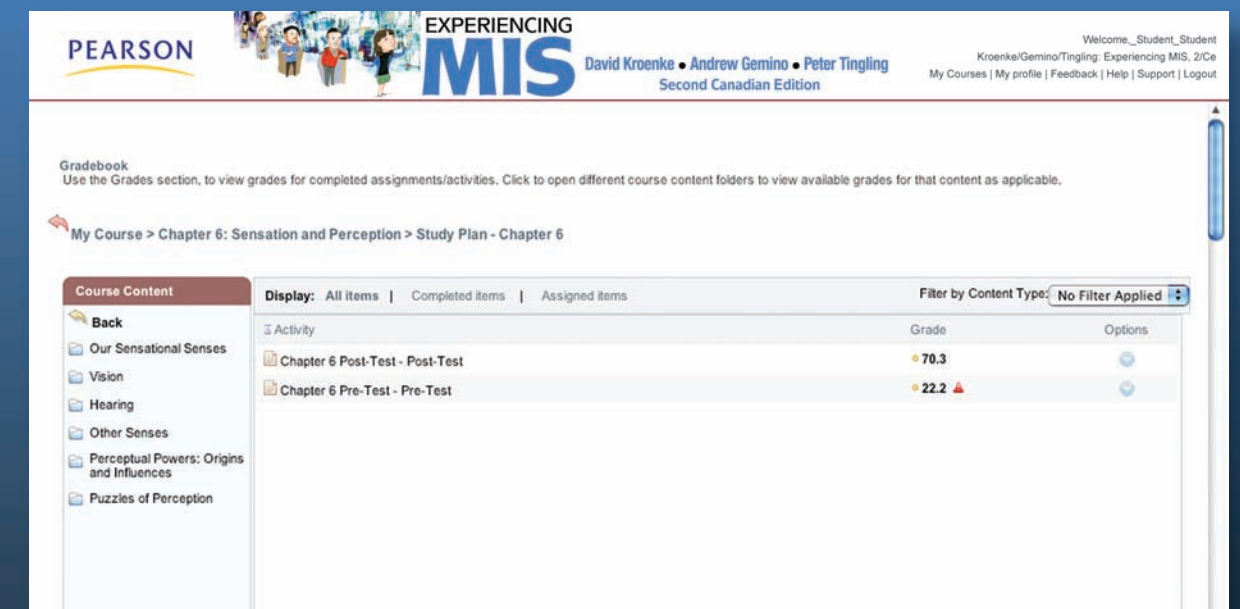 PEARSON
EXPERIENCING
MIS
David Kroenke • Andrew Gemino • Peter Tingling
Second Canadian Edition
Welcome,_Student_Student
Kroenke/Gemino/Tingling: Experiencing MIS, 2/Ce
My Courses | My profile | Feedback | Help | Support | Logout
Gradebook
Use the Grades section, to view grades for completed assignments/activities. Click to open different course content folders to view available grades for that content as applicable.
My Course > Chapter 6: Sensation and Perception > Study Plan - Chapter 6
Course Content
Back
Our Sensational Senses
Vision
Hearing
Other Senses
Perceptual Powers: Origins
and Influences
Puzzles of Perception
Display: All items | Completed items | Assigned items
Filter by Content Type: No Filter Applied
Activity Grade Options
Chapter 6 Post-Test - Post-Test 70.3
Chapter 6 Pre-Test - Pre-Test 22.2